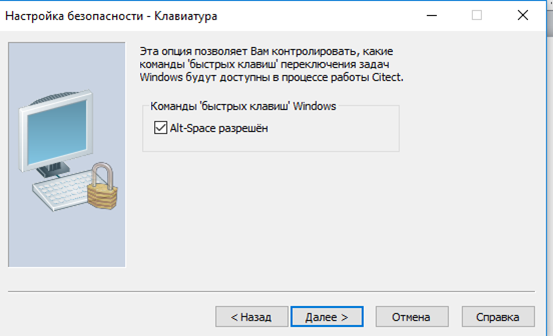 Настройка безопасности - Клавиатура
Эта опция позволяет Вам контролировать, какие
команды 'быстрых клавиш' переключения задач
Windows будут доступны в процессе работы Citect.
Команды 'быстрых клавиш' Windows
Alt-Space разрешён
< Назад
Далее >
Отмена
Справка